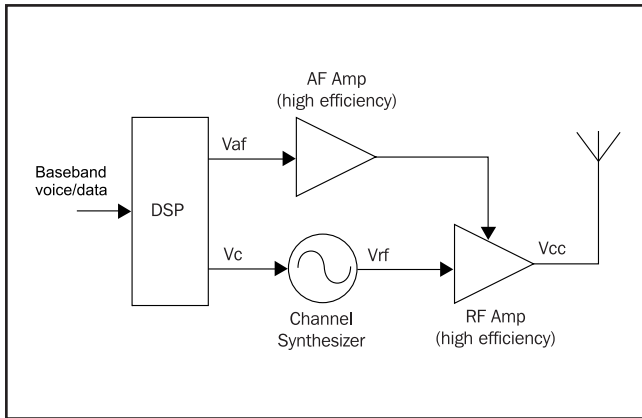 AF Amp
(high efficiency)
Vaf
Baseband
voice/data
DSP
Vc
Vrf
Vcc
Channel
Synthesizer
RF Amp
(high efficiency)